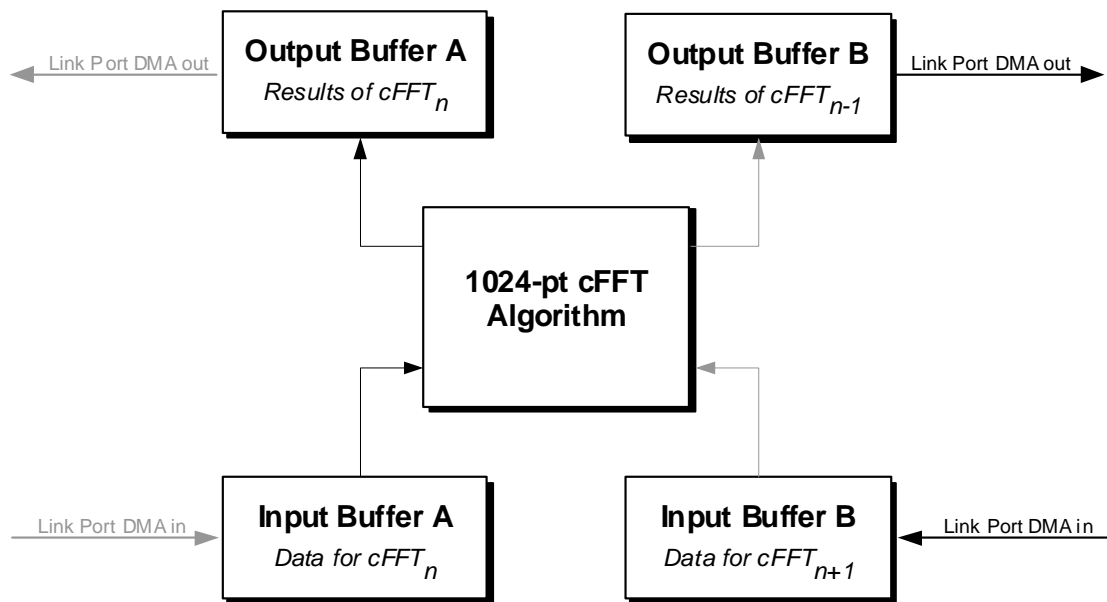 Output Buffer A
Results of cFFTn
Output Buffer B
Results of cFFTn-1
Link Port DMA out
Link Port DMA out
1024-pt cFFT
Algorithm
Input Buffer A
Data for cFFTn
Input Buffer B
Data for cFFTn+1
Link Port DMA in
Link Port DMA in